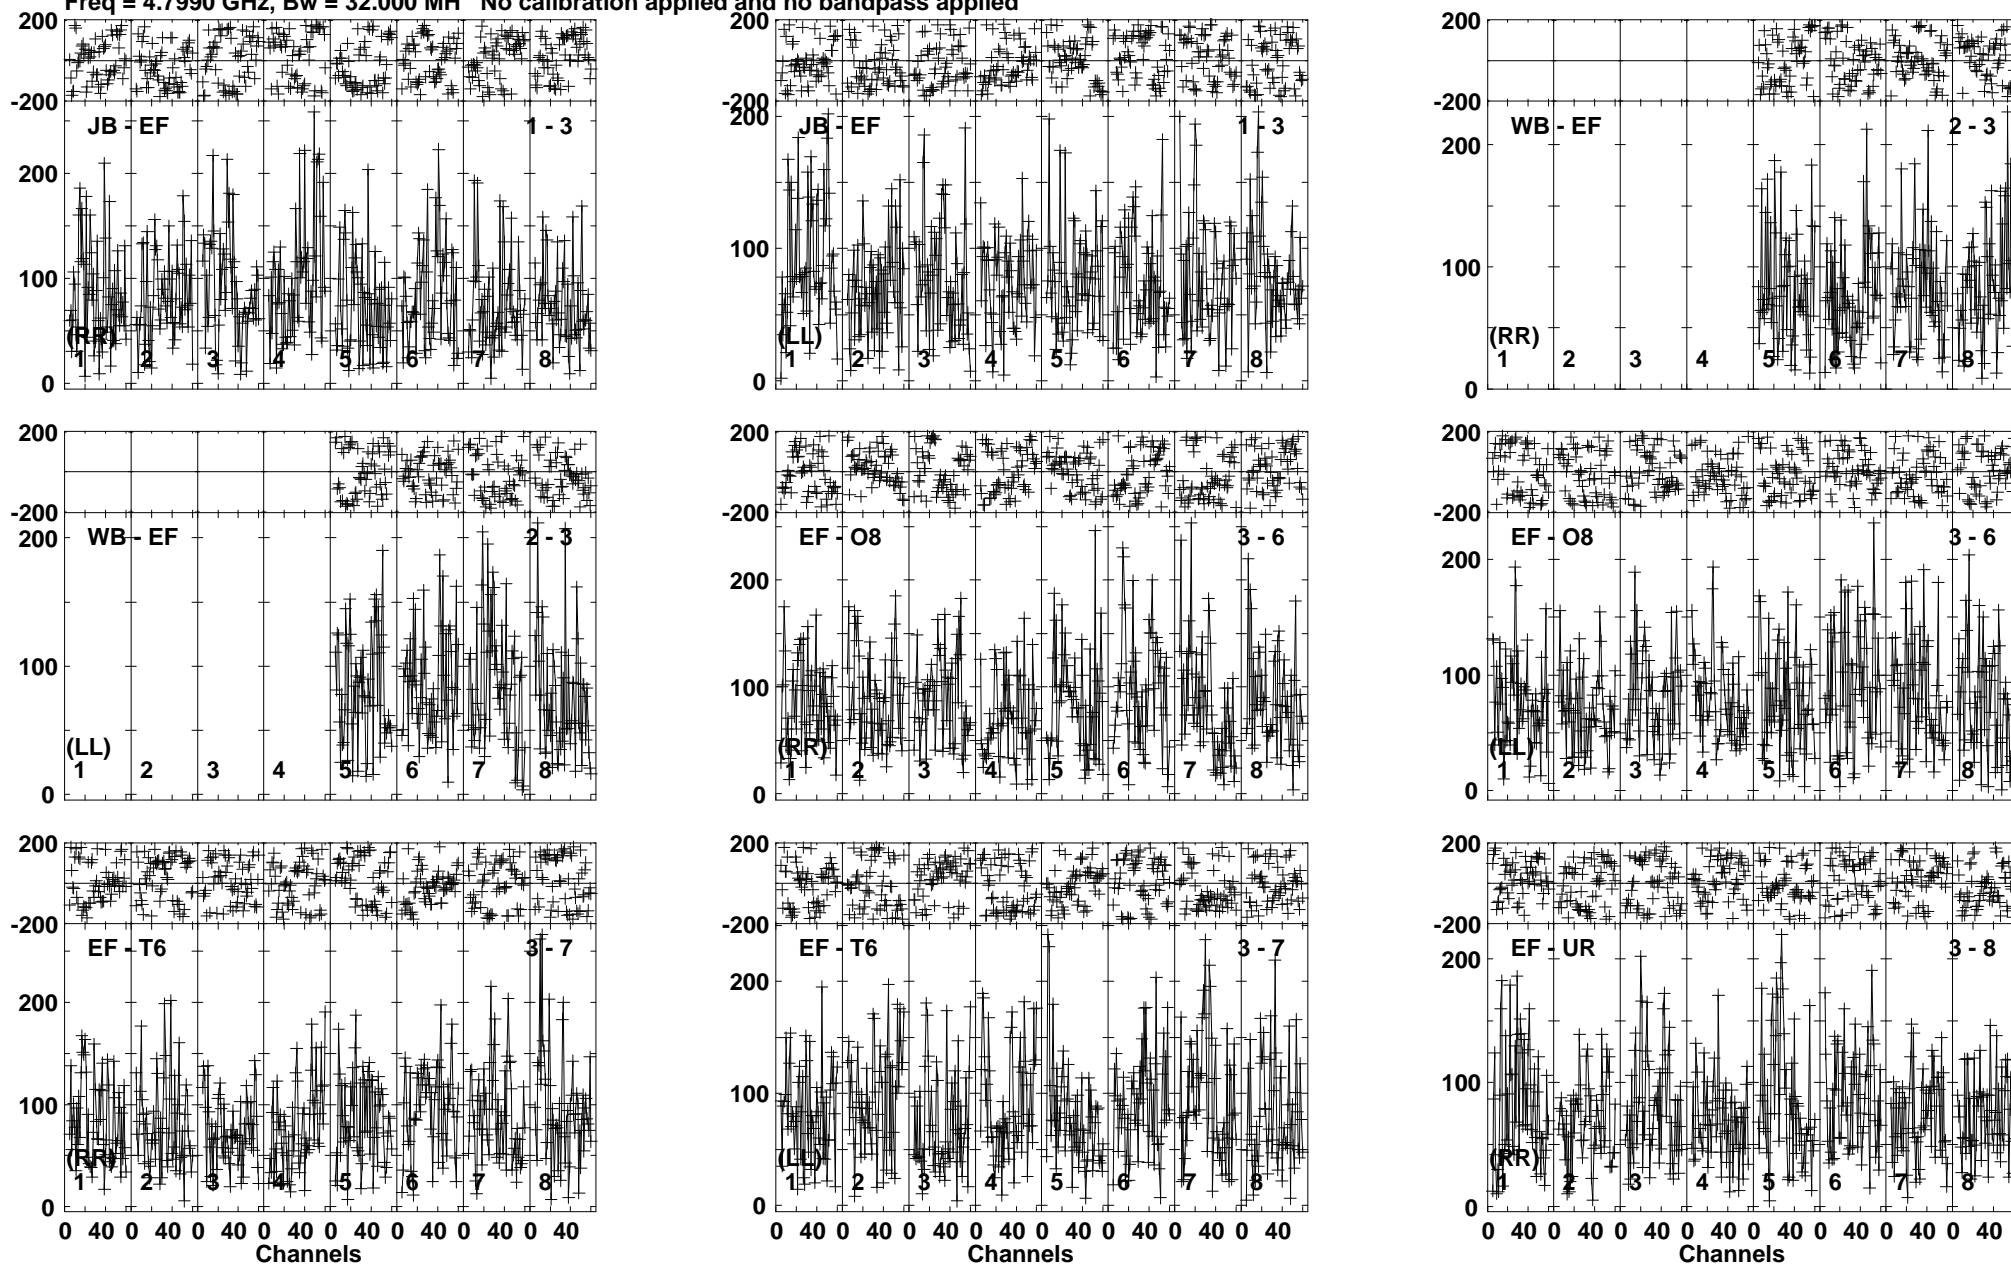 Freq = 4.7990 GHz, Bw = 32.000 MH   No calibration applied and no bandpass applied
200 200 200
-200 -200 -200
JB - EF 1 - 3 JB - EF 1 - 3 WB - EF 2 - 3
200 200 200
100 100 100
(RR) (LL) (RR)
1 2 3 4 5 6 7 8 1 2 3 4 5 6 7 8 1 2 3 4 5 6 7 8
0 0 0
200 200 200
-200 -200 -200
WB - EF 2 - 3 EF - O8 3 - 6 EF - O8 3 - 6
200 200 200
100 100 100
(LL) (RR) (LL)
1 2 3 4 5 6 7 8 1 2 3 4 5 6 7 8 1 2 3 4 5 6 7 8
0 0 0
200 200 200
-200 -200 -200
EF - T6 3 - 7 EF - T6 3 - 7 EF - UR 3 - 8
200 200 200
100 100 100
(RR) (LL) (RR)
1 2 3 4 5 6 7 8 1 2 3 4 5 6 7 8 1 2 3 4 5 6 7 8
0 0 0
0 40 0 40 0 40 0 40 0 40 0 40 0 40 0 40 0 40 0 40 0 40 0 40 0 40 0 40 0 40 0 40 0 40 0 40 0 40 0 40 0 40 0 40 0 40 0 40
Channels Channels Channels